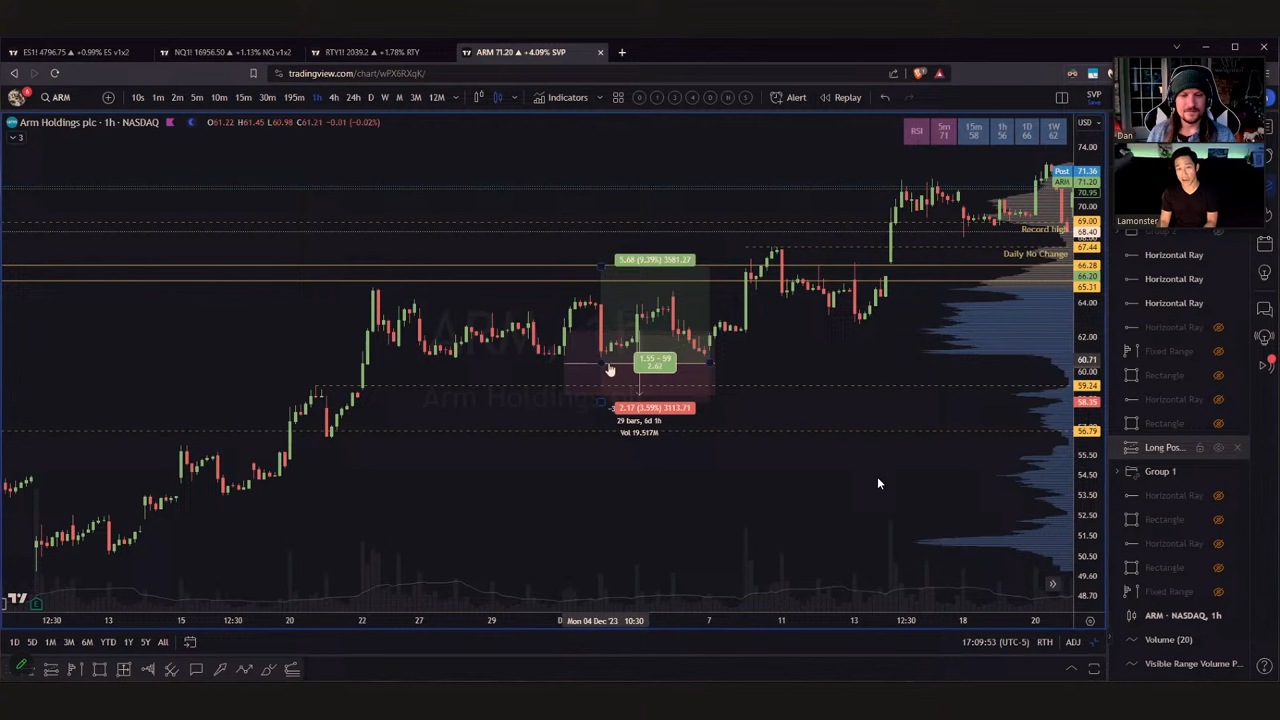 ES1! 4796.75 ▲ +0.99% ES v1x2
NQ1! 16956.50 ▲ +1.13% NQ v1x2
RTY1! 2039.2 ▲ +1.78% RTY
ARM 71.20 ▲ +4.09% SVP
tradingview.com/chart/wPX6RXqK/
6
ARM
10s 1m 2m 5m 10m 15m 30m 195m 1h 4h 24h D W M 3M 12M
Indicators
0 1 3 4 D N S
Alert
Replay
SVP
Save
Arm Holdings plc · 1h · NASDAQ
O61.22 H61.45 L60.98 C61.21 -0.01 (-0.02%)
3
RSI
5m
71
15m
58
1h
56
1D
66
1W
62
USD
Dan
Lamonster
74.00
Post 71.36
ARM 71.20
70.95
70.00
69.00
Record high
68.40
67.44
Daily No Change
66.28
66.20
65.31
64.00
62.00
60.71
60.00
59.24
58.35
56.79
55.50
54.50
53.50
52.50
51.50
50.60
49.60
48.70
5.68 (9.39%) 3581.27
1.55 – 59
2.62
2.17 (3.59%) 3113.71
29 bars, 6d 1h
Vol 19.517M
Arm Holdings
Horizontal Ray
Horizontal Ray
Horizontal Ray
Horizontal Ray
Fixed Range
Rectangle
Horizontal Ray
Rectangle
Long Pos...
Group 1
Horizontal Ray
Rectangle
Horizontal Ray
Rectangle
Fixed Range
ARM · NASDAQ, 1h
Volume (20)
Visible Range Volume P...
E
12:30 13 12:30 20 22 27 29 Mon 04 Dec '23 10:30 7 11 13 12:30 18 20
1D 5D 1M 3M 6M YTD 1Y 5Y All
17:09:53 (UTC-5) RTH ADJ